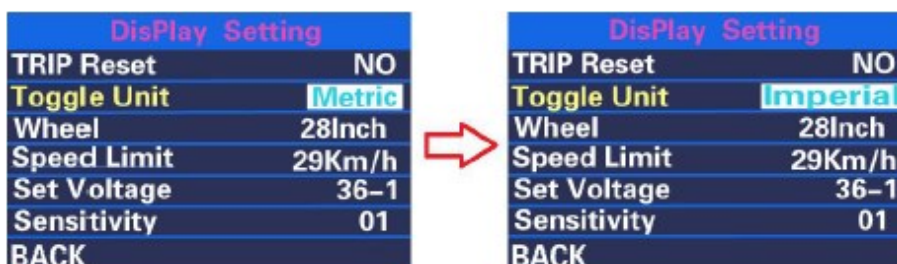 DisPlay Setting
TRIP Reset NO
Toggle Unit Metric
Wheel 28Inch
Speed Limit 29Km/h
Set Voltage 36-1
Sensitivity 01
BACK
DisPlay Setting
TRIP Reset NO
Toggle Unit Imperial
Wheel 28Inch
Speed Limit 29Km/h
Set Voltage 36-1
Sensitivity 01
BACK